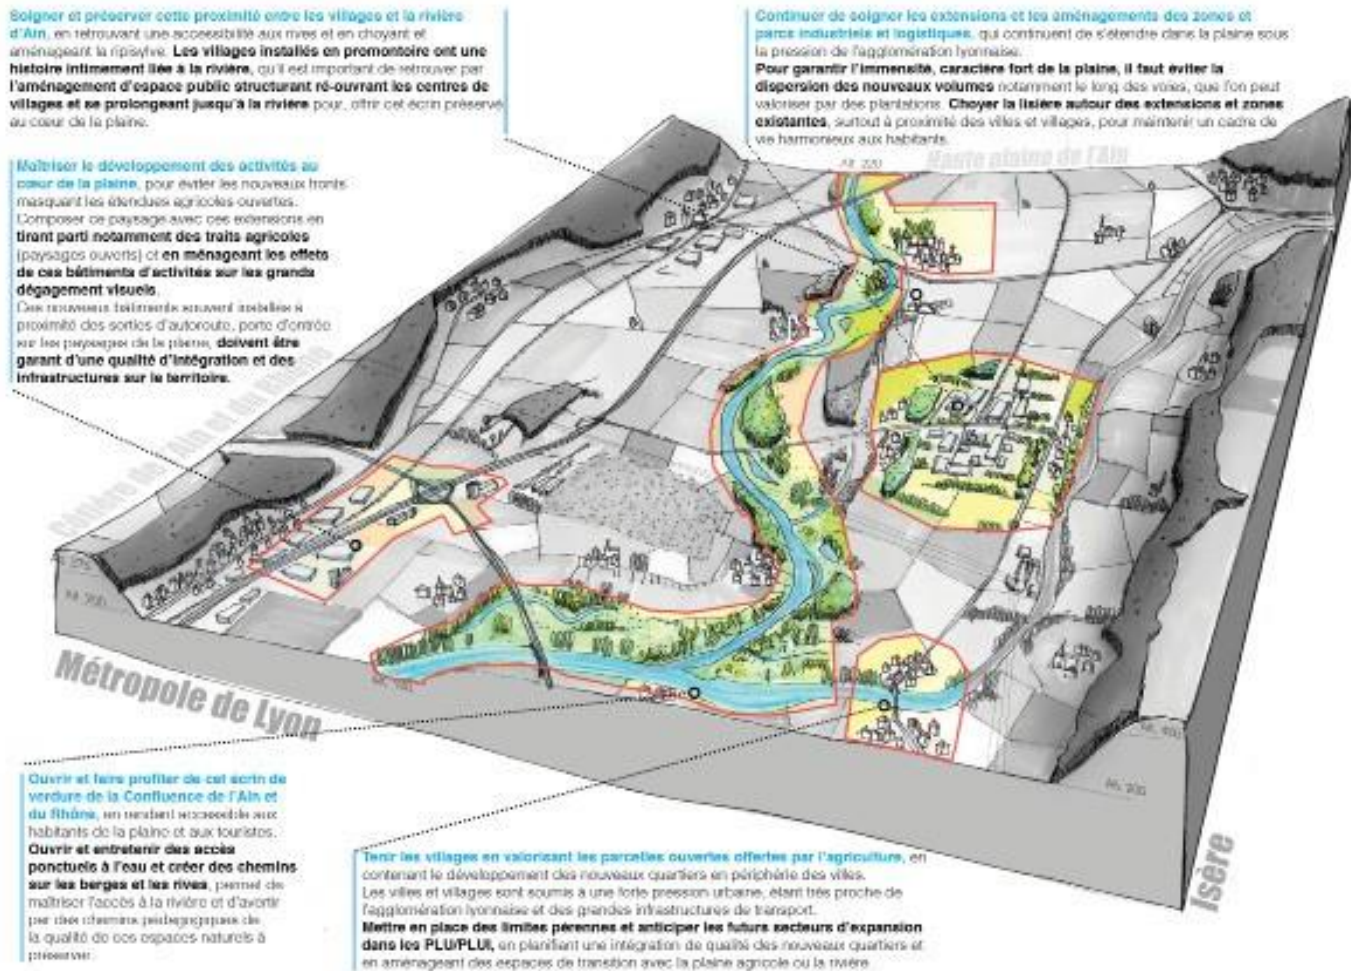 Soigner et préserver cette proximité entre les villages et la rivière
d'Ain, en retrouvant une accessibilité aux rives et en choyant et
aménageant la ripisylve. Les villages installés en promontoire ont une
histoire intimement liée à la rivière, qu'il est important de retrouver par
l'aménagement d'espace public structurant ré-ouvrant les centres de
villages et se prolongeant jusqu'à la rivière pour, offrir cet écrin préservé
au cœur de la plaine.
Continuer de soigner les extensions et les aménagements des zones et
parcs industriels et logistiques, qui continuent de s'étendre dans la plaine sous
la pression de l'agglomération lyonnaise.
Pour garantir l'immensité, caractère fort de la plaine, il faut éviter la
dispersion des nouveaux volumes notamment le long des voies, que l'on peut
valoriser par des plantations. Choyer la lisière autour des extensions et zones
existantes, surtout à proximité des villes et villages, pour maintenir un cadre de
vie harmonieux aux habitants.
Maîtriser le développement des activités au
cœur de la plaine, pour éviter les nouveaux fronts
masquant les étendues agricoles ouvertes.
Composer ce paysage avec ces extensions en
tirant parti notamment des traits agricoles
(paysages ouverts) et en ménageant les effets
de ces bâtiments d'activités sur les grands
dégagement visuels.
Ces nouveaux bâtiments souvent installés à
proximité des sorties d'autoroute, porte d'entrée
sur les paysages de la plaine, doivent être
garant d'une qualité d'intégration et des
infrastructures sur le territoire.
Haute plaine de l'Ain
Alt. 220
Côtière de l'Ain et du Rhône
Alt. 200
Métropole de Lyon
Alt. 200
Isère
Ouvrir et faire profiter de cet écrin de
verdure de la Confluence de l'Ain et
du Rhône, en rendant accessible aux
habitants de la plaine et aux touristes.
Ouvrir et entretenir des accès
ponctuels à l'eau et créer des chemins
sur les berges et les rives, permet de
maîtriser l'accès à la rivière et d'avertir
par des chemins pédagogiques de
la qualité de ces espaces naturels à
préserver.
Tenir les villages en valorisant les parcelles ouvertes offertes par l'agriculture, en
contenant le développement des nouveaux quartiers en périphérie des villes.
Les villes et villages sont soumis à une forte pression urbaine, étant très proche de
l'agglomération lyonnaise et des grandes infrastructures de transport.
Mettre en place des limites pérennes et anticiper les futurs secteurs d'expansion
dans les PLU/PLUI, en planifiant une intégration de qualité des nouveaux quartiers et
en aménageant des espaces de transition avec la plaine agricole ou la rivière